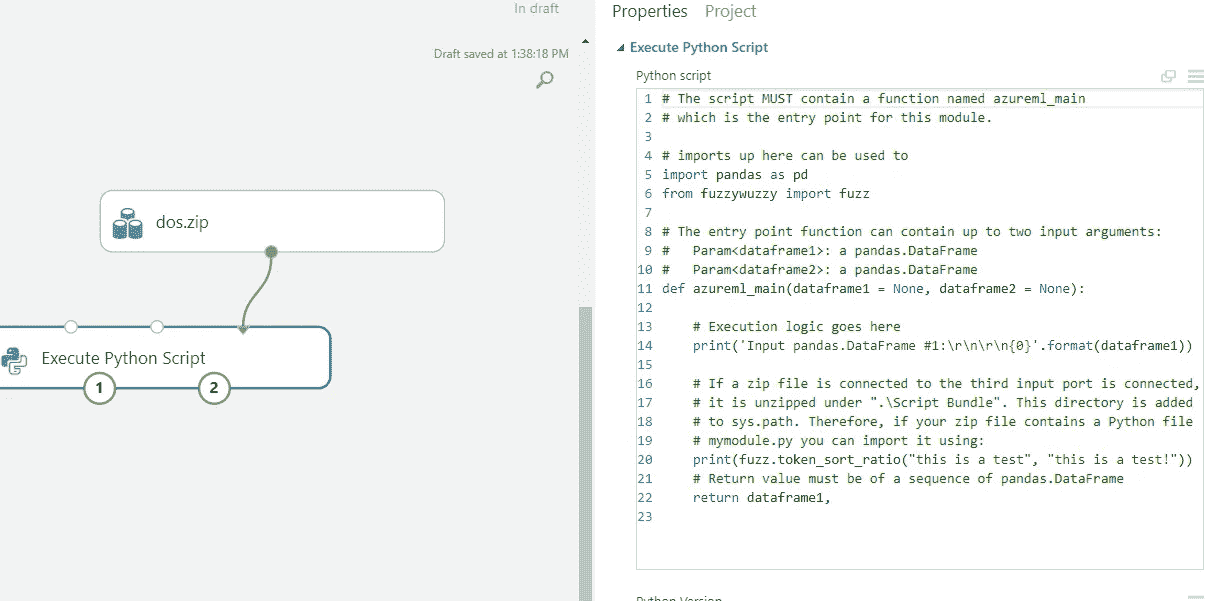 In draft
Draft saved at 1:38:18 PM
dos.zip
Execute Python Script
1
2
Properties Project
Execute Python Script
Python script
1 # The script MUST contain a function named azureml_main
2 # which is the entry point for this module.
3
4 # imports up here can be used to
5 import pandas as pd
6 from fuzzywuzzy import fuzz
7
8 # The entry point function can contain up to two input arguments:
9 #   Param<dataframe1>: a pandas.DataFrame
10 #   Param<dataframe2>: a pandas.DataFrame
11 def azureml_main(dataframe1 = None, dataframe2 = None):
12
13     # Execution logic goes here
14     print('Input pandas.DataFrame #1:\r\n\r\n{0}'.format(dataframe1))
15
16     # If a zip file is connected to the third input port is connected,
17     # it is unzipped under ".\Script Bundle". This directory is added
18     # to sys.path. Therefore, if your zip file contains a Python file
19     # mymodule.py you can import it using:
20     print(fuzz.token_sort_ratio("this is a test", "this is a test!"))
21     # Return value must be of a sequence of pandas.DataFrame
22     return dataframe1,
23
Python Version